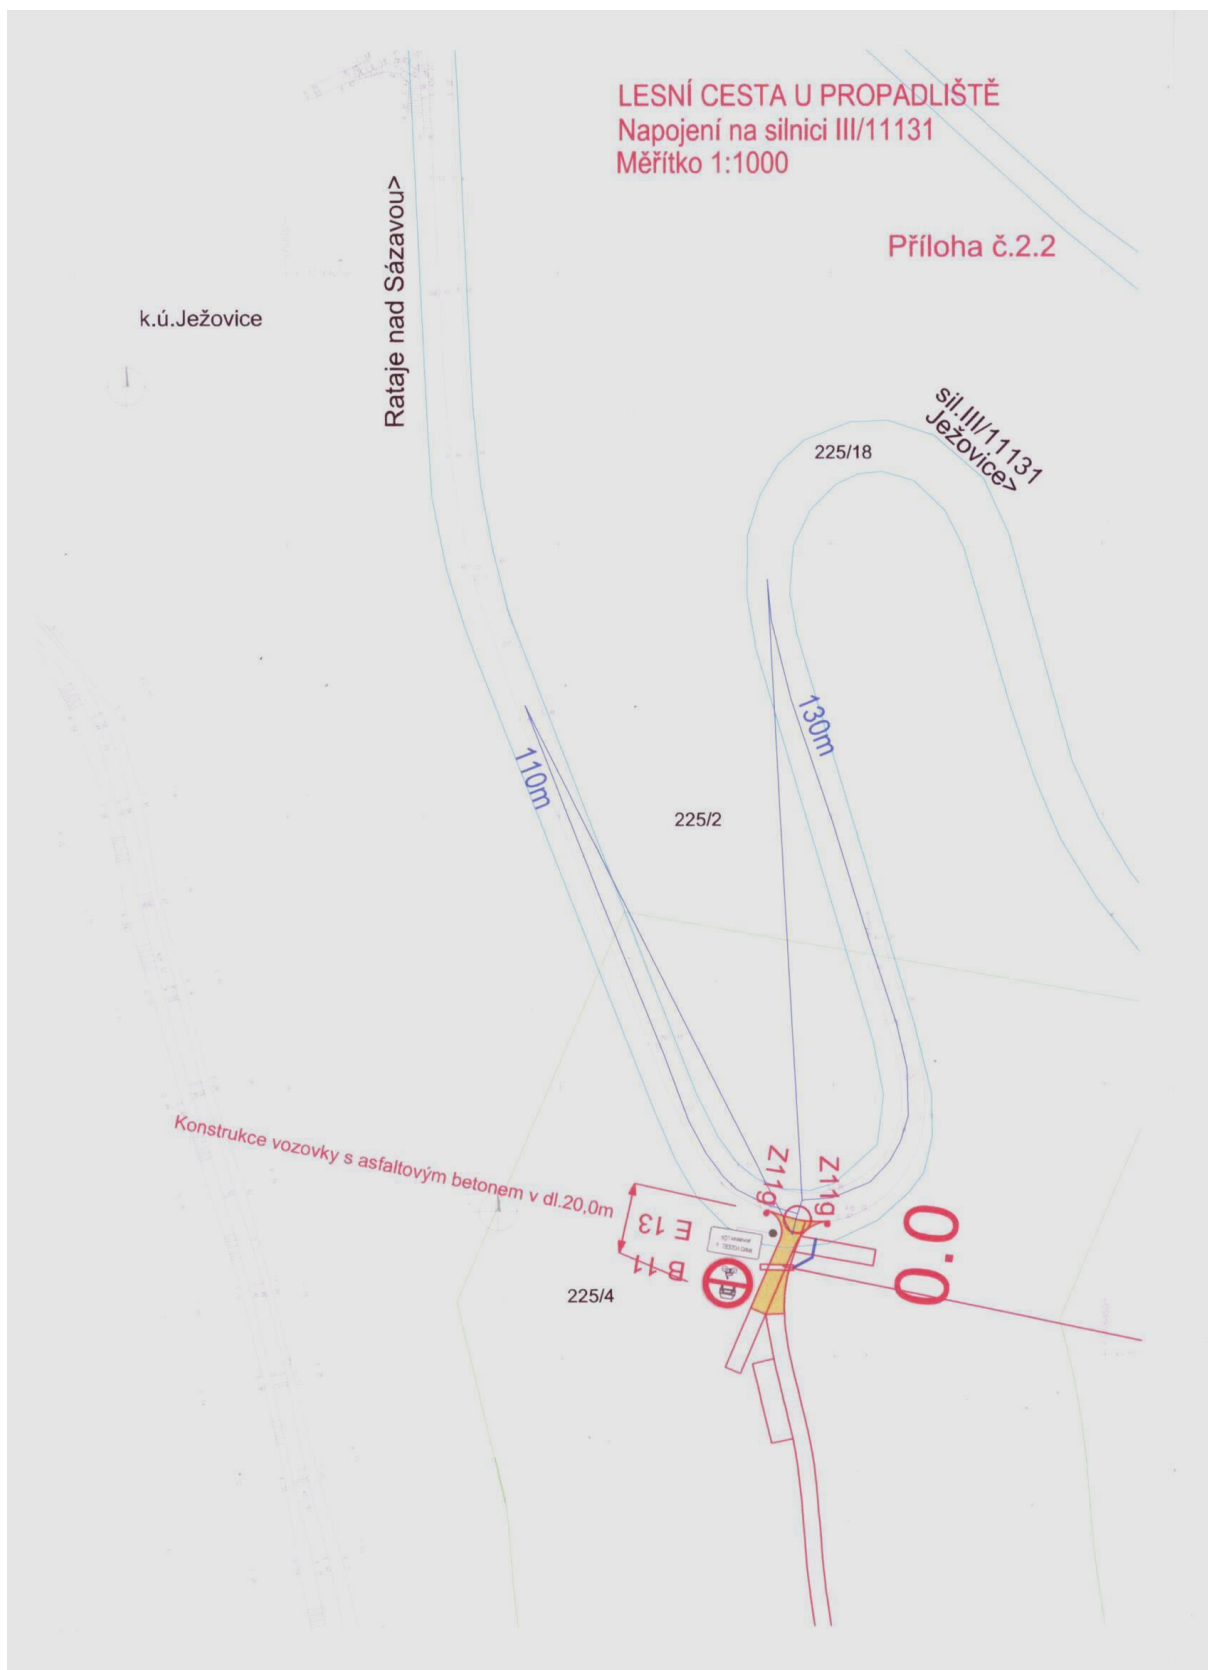 LESNÍ CESTA U PROPADLIŠTĚ
Napojení na silnici III/11131
Měřítko 1:1000
Příloha č.2.2
Rataje nad Sázavou>
k.ú.Ježovice
sil.III/11131
Ježovice>
225/18
130m
110m
225/2
Konstrukce vozovky s asfaltovým betonem v dl.20,0m
Z11g.
Z11g.
E 13
B 11
0.0
225/4